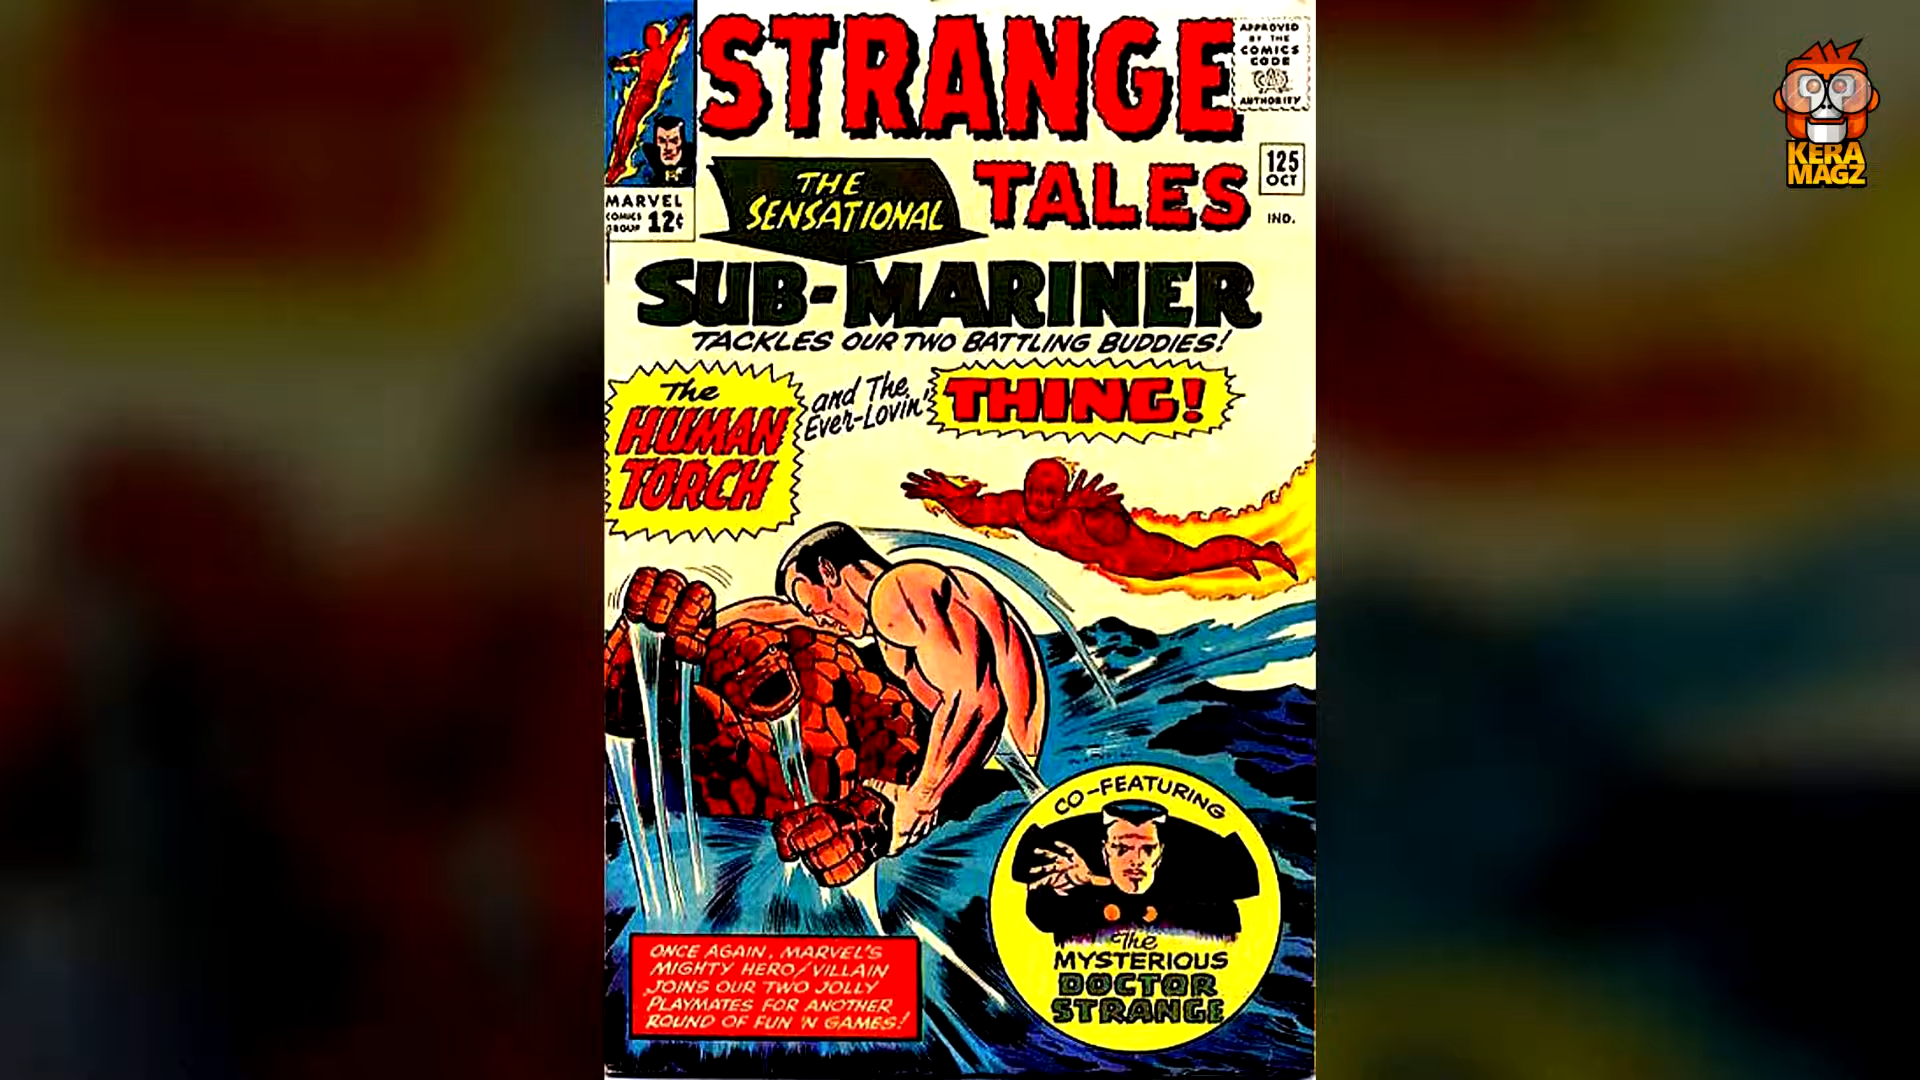 STRANGE
TALES
APPROVED
BY THE
COMICS
CODE
AUTHORITY
125
OCT
IND.
MARVEL
COMICS
GROUP 12¢
THE
SENSATIONAL
SUB-MARINER
TACKLES OUR TWO BATTLING BUDDIES!
The
HUMAN
TORCH
and The
Ever-Lovin'
THING!
CO-FEATURING
The
MYSTERIOUS
DOCTOR
STRANGE
ONCE AGAIN, MARVEL'S
MIGHTY HERO/VILLAIN
JOINS OUR TWO JOLLY
PLAYMATES FOR ANOTHER
ROUND OF FUN 'N GAMES!
KERA
MAGZ